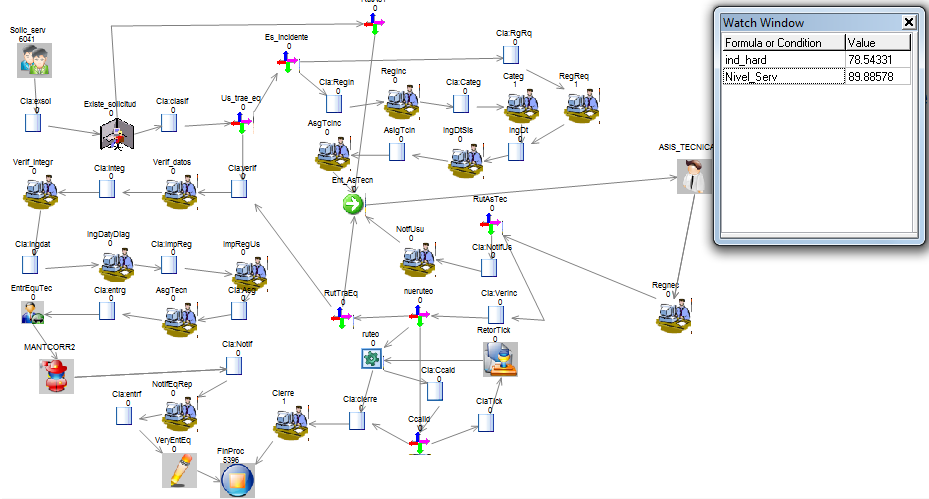 Solic_serv
6041
Cla:exsol
0
Existe_solicitud
0
Cla:clasif
0
Us_trae_eq
0
Es_Incidente
0
Cla:RgRq
0
Cla:RegIn
0
RegInc
0
Cla:Categ
0
Categ
1
RegReq
0
AsgTcInc
0
AsigTcIn
0
IngDtSis
0
IngDt
0
Verif_Integr
0
Cla:Integ
0
Verif_datos
0
Cla:verif
0
Ent_AsTecn
0
ASIS_TECNICA
RutAsTec
0
Cla:Ingdat
0
IngDatyDiag
0
Cla:ImpReg
0
ImpRegUs
0
NotfUsu
0
Cla:NotifUs
0
EntrEquTec
0
Cla:entrg
0
AsgTecn
0
Cla:Asg
0
RutTraEq
0
nueruteo
0
Cla:VerInc
0
Regnec
0
MANTCORR2
Cla:Notif
0
ruteo
0
RetorTick
0
Cla:entrf
0
NotifEqRep
0
Cierre
1
Cla:cierre
0
Cla:Ccald
0
Ccalid
0
ClaTick
0
VeryEntEq
0
FinProc
5396
Watch Window
Formula or Condition Value
ind_hard 78.54331
Nivel_Serv 89.88578